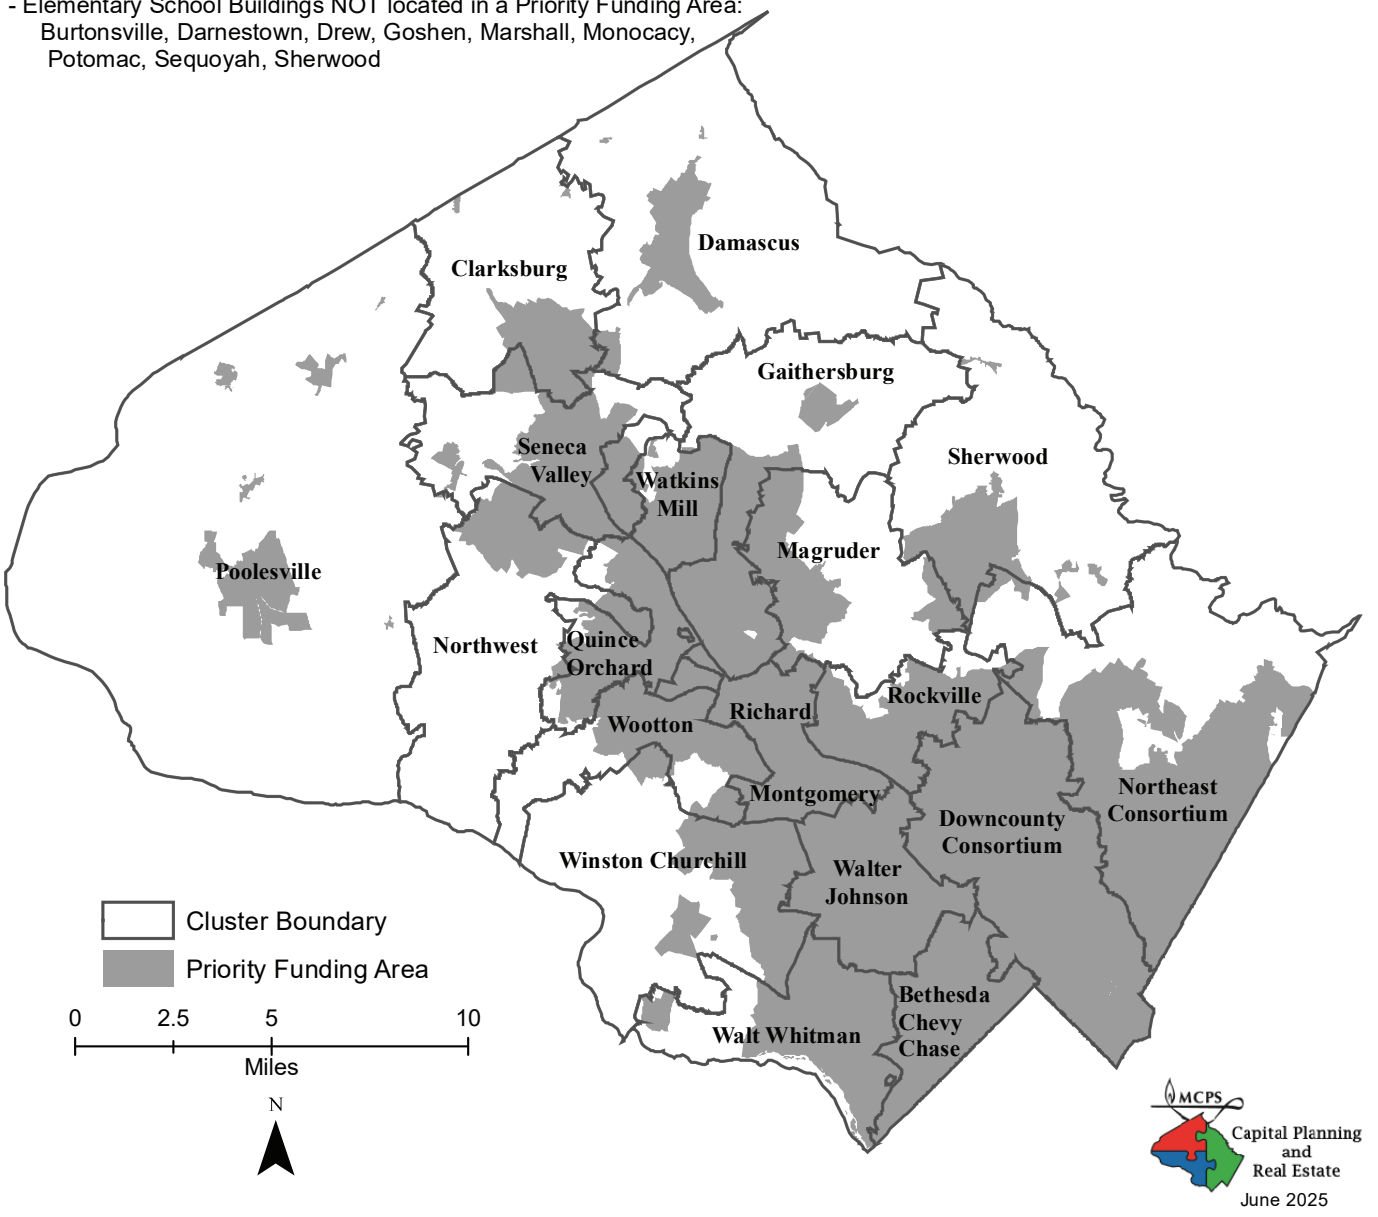 - Elementary School Buildings NOT located in a Priority Funding Area:
Burtonsville, Darnestown, Drew, Goshen, Marshall, Monocacy,
Potomac, Sequoyah, Sherwood
Damascus
Clarksburg
Gaithersburg
Seneca
Valley
Watkins
Mill
Sherwood
Magruder
Poolesville
Northwest
Quince
Orchard
Rockville
Wootton
Richard
Montgomery
Northeast
Consortium
Downcounty
Consortium
Winston Churchill
Walter
Johnson
Bethesda
Chevy
Chase
Walt Whitman
Cluster Boundary
Priority Funding Area
0 2.5 5 10
Miles
N
MCPS
Capital Planning
and
Real Estate
June 2025